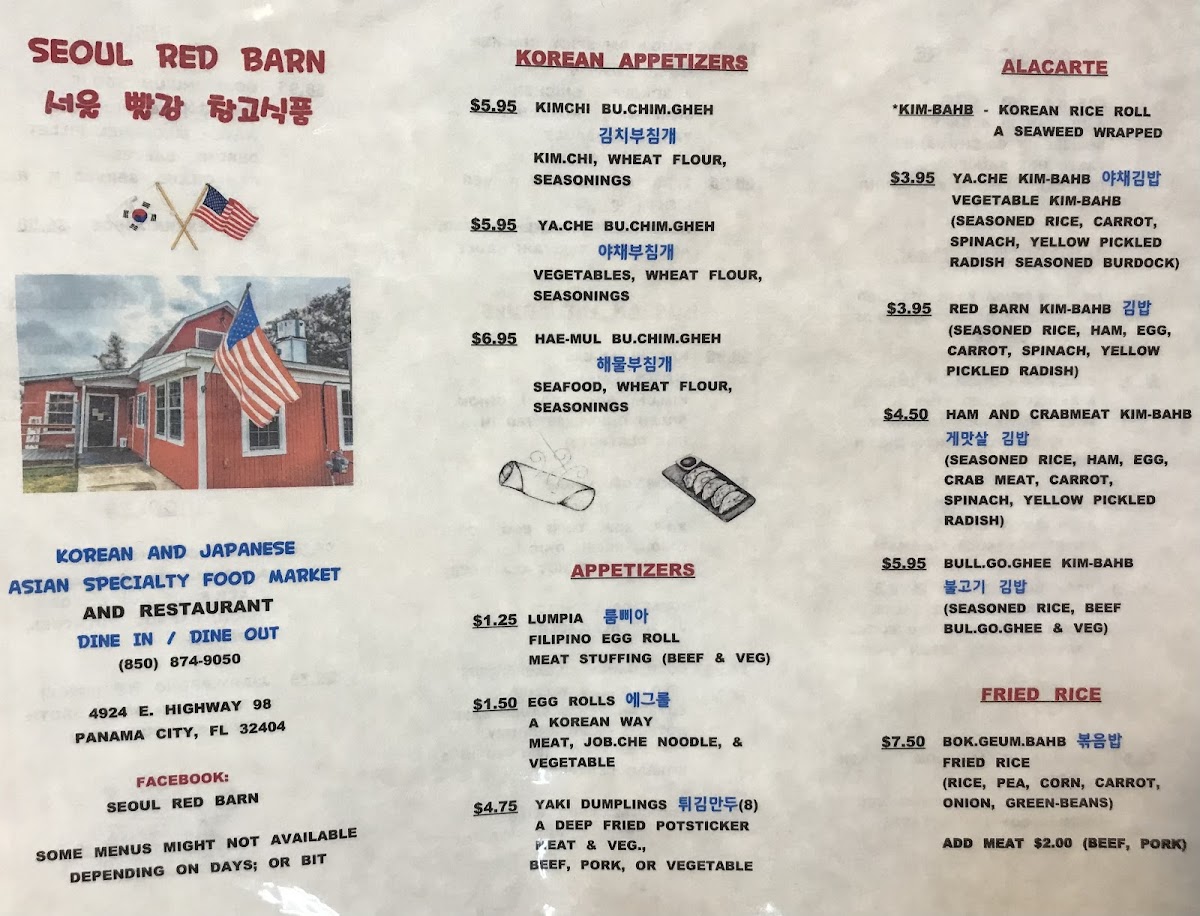 SEOUL RED BARN
서울 빨강 창고식품
KOREAN AND JAPANESE
ASIAN SPECIALTY FOOD MARKET
AND RESTAURANT
DINE IN / DINE OUT
(850) 874-9050
4924 E. HIGHWAY 98
PANAMA CITY, FL 32404
FACEBOOK:
SEOUL RED BARN
SOME MENUS MIGHT NOT AVAILABLE
DEPENDING ON DAYS; OR BIT
KOREAN APPETIZERS
$5.95 KIMCHI BU.CHIM.GHEH
김치부침개
KIM.CHI, WHEAT FLOUR,
SEASONINGS
$5.95 YA.CHE BU.CHIM.GHEH
야채부침개
VEGETABLES, WHEAT FLOUR,
SEASONINGS
$6.95 HAE-MUL BU.CHIM.GHEH
해물부침개
SEAFOOD, WHEAT FLOUR,
SEASONINGS
APPETIZERS
$1.25 LUMPIA 룸삐아
FILIPINO EGG ROLL
MEAT STUFFING (BEEF & VEG)
$1.50 EGG ROLLS 에그롤
A KOREAN WAY
MEAT, JOB.CHE NOODLE, &
VEGETABLE
$4.75 YAKI DUMPLINGS 튀김만두(8)
A DEEP FRIED POTSTICKER
MEAT & VEG.,
BEEF, PORK, OR VEGETABLE
ALACARTE
*KIM-BAHB - KOREAN RICE ROLL
A SEAWEED WRAPPED
$3.95 YA.CHE KIM-BAHB 야채김밥
VEGETABLE KIM-BAHB
(SEASONED RICE, CARROT,
SPINACH, YELLOW PICKLED
RADISH SEASONED BURDOCK)
$3.95 RED BARN KIM-BAHB 김밥
(SEASONED RICE, HAM, EGG,
CARROT, SPINACH, YELLOW
PICKLED RADISH)
$4.50 HAM AND CRABMEAT KIM-BAHB
게맛살 김밥
(SEASONED RICE, HAM, EGG,
CRAB MEAT, CARROT,
SPINACH, YELLOW PICKLED
RADISH)
$5.95 BULL.GO.GHEE KIM-BAHB
불고기 김밥
(SEASONED RICE, BEEF
BUL.GO.GHEE & VEG)
FRIED RICE
$7.50 BOK.GEUM.BAHB 볶음밥
FRIED RICE
(RICE, PEA, CORN, CARROT,
ONION, GREEN-BEANS)
ADD MEAT $2.00 (BEEF, PORK)